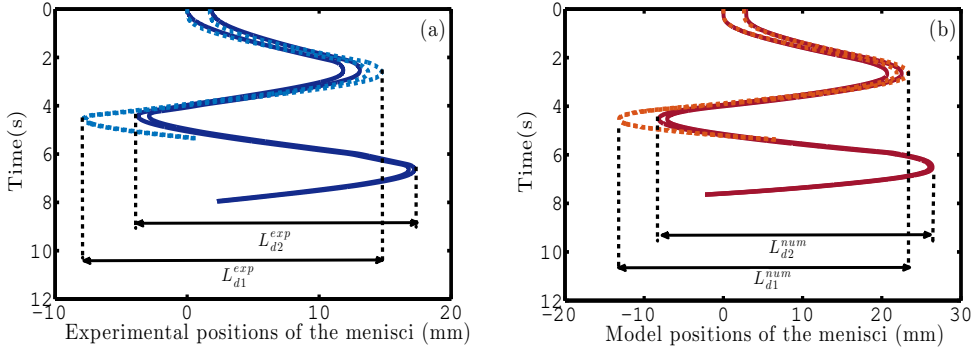 (a)
0
2
4
6
8
10
12
Time(s)
L_{d2}^{exp}
L_{d1}^{exp}
−10 0 10 20
Experimental positions of the menisci (mm)
(b)
0
2
4
6
8
10
12
Time(s)
L_{d2}^{num}
L_{d1}^{num}
−20 −10 0 10 20 30
Model positions of the menisci (mm)